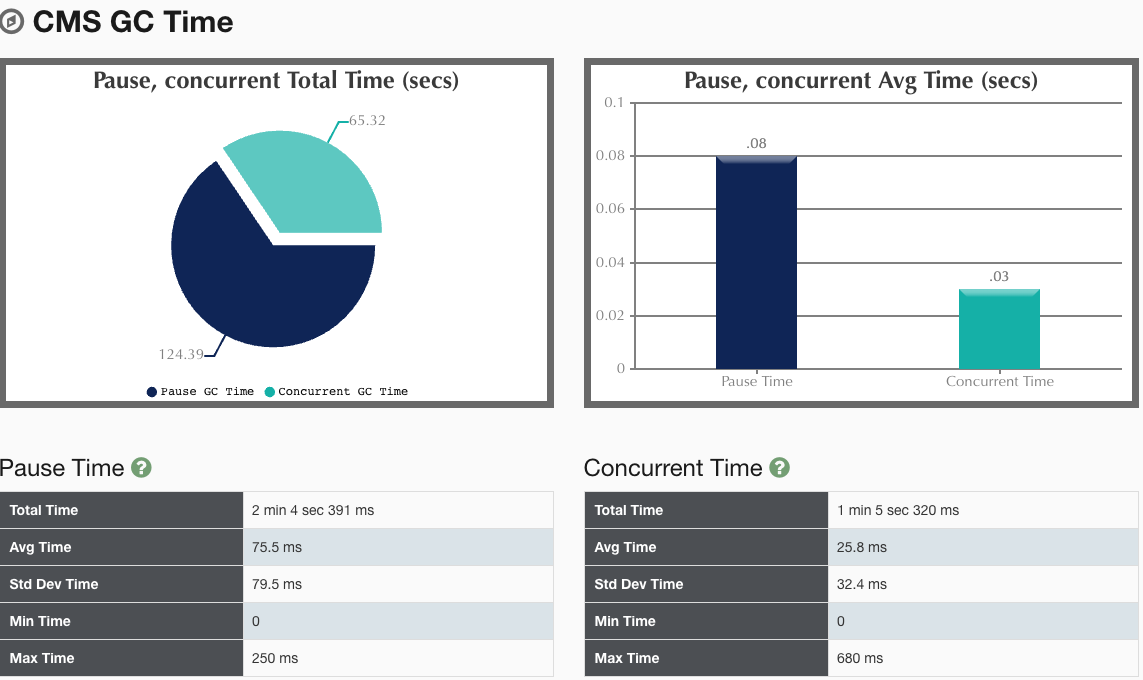 CMS GC Time
Pause, concurrent Total Time (secs)
65.32
124.39
Pause GC Time Concurrent GC Time
Pause, concurrent Avg Time (secs)
0.1
0.08
0.06
0.04
0.02
0
.08
.03
Pause Time Concurrent Time
Pause Time ?
Total Time 2 min 4 sec 391 ms
Avg Time 75.5 ms
Std Dev Time 79.5 ms
Min Time 0
Max Time 250 ms
Concurrent Time ?
Total Time 1 min 5 sec 320 ms
Avg Time 25.8 ms
Std Dev Time 32.4 ms
Min Time 0
Max Time 680 ms